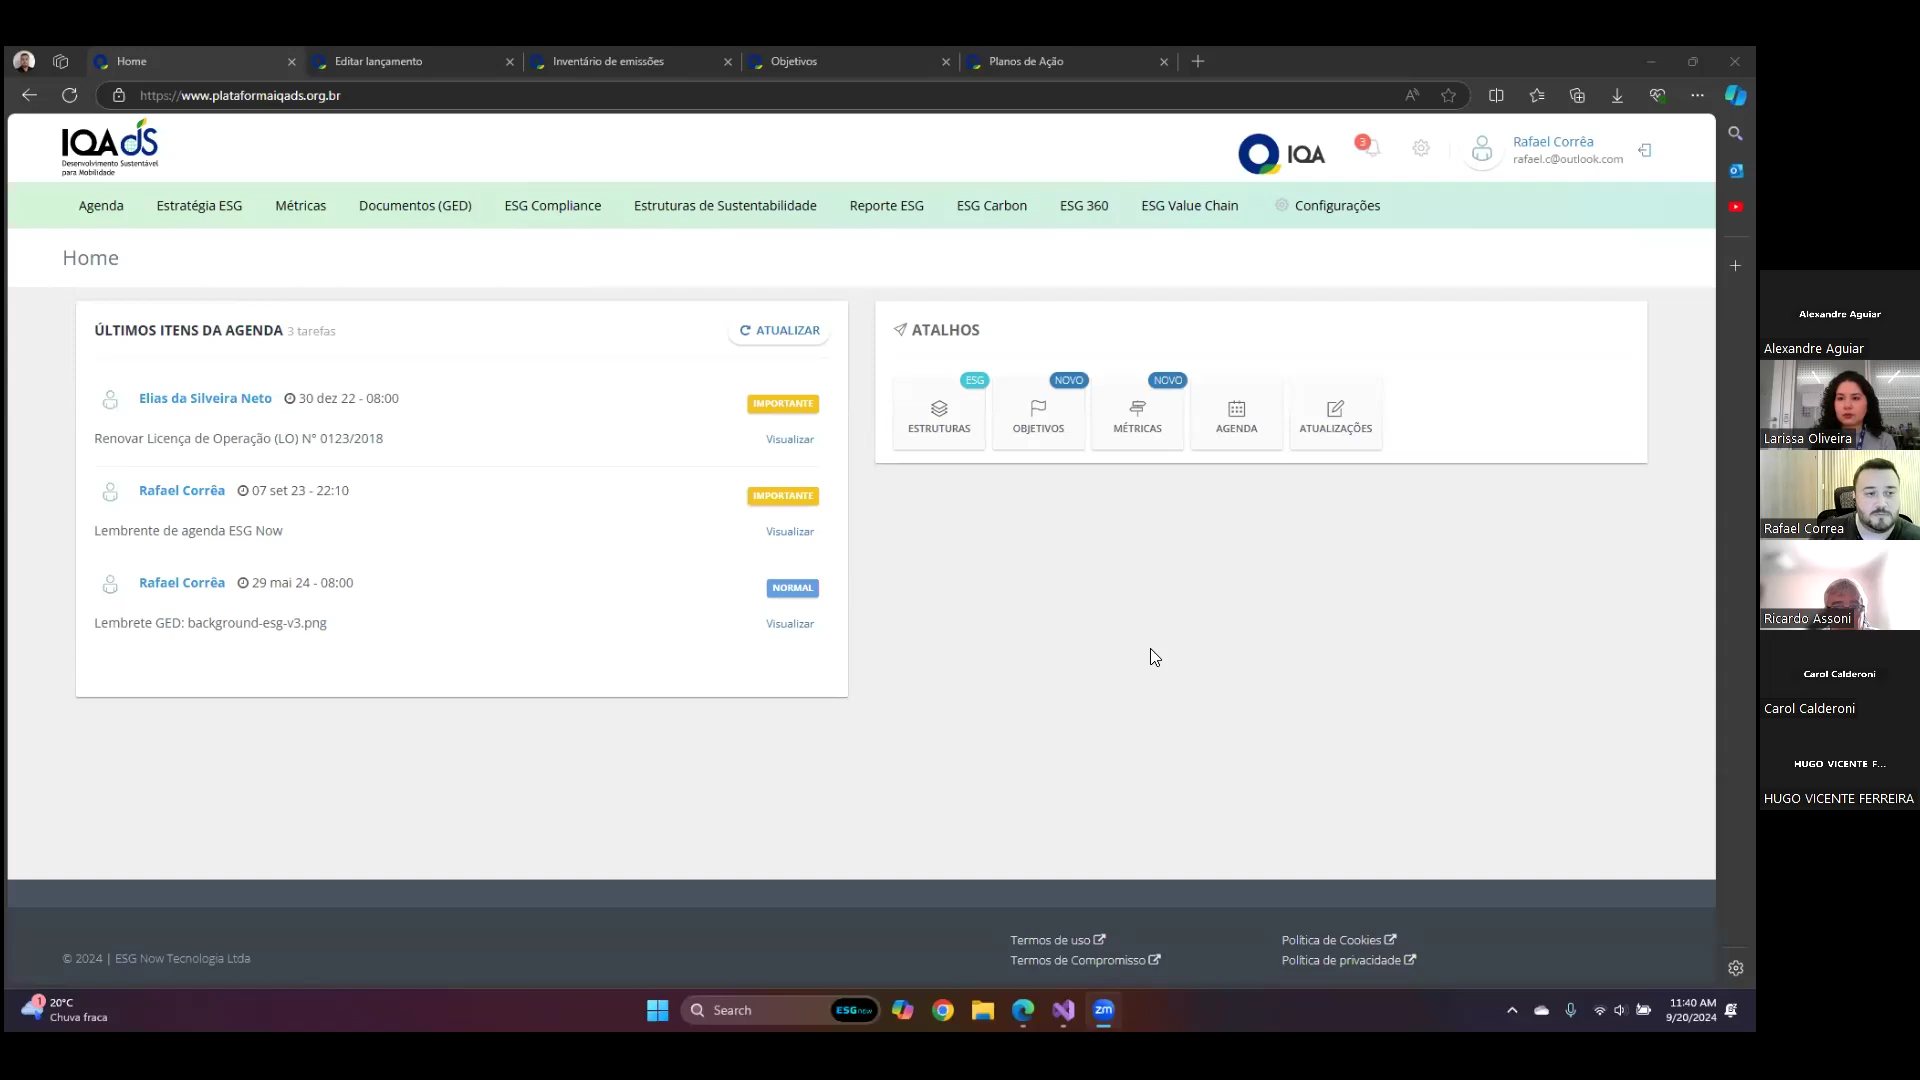 Home
Editar lançamento
Inventário de emissões
Objetivos
Planos de Ação
https://www.plataformaiqads.org.br
IQAdS
Desenvolvimento Sustentável
para Mobilidade
IQA
3
Rafael Corrêa
rafael.c@outlook.com
Agenda
Estratégia ESG
Métricas
Documentos (GED)
ESG Compliance
Estruturas de Sustentabilidade
Reporte ESG
ESG Carbon
ESG 360
ESG Value Chain
Configurações
Home
ÚLTIMOS ITENS DA AGENDA 3 tarefas
ATUALIZAR
Elias da Silveira Neto 30 dez 22 - 08:00
IMPORTANTE
Renovar Licença de Operação (LO) N° 0123/2018
Visualizar
Rafael Corrêa 07 set 23 - 22:10
IMPORTANTE
Lembrente de agenda ESG Now
Visualizar
Rafael Corrêa 29 mai 24 - 08:00
NORMAL
Lembrete GED: background-esg-v3.png
Visualizar
ATALHOS
ESG
ESTRUTURAS
NOVO
OBJETIVOS
NOVO
MÉTRICAS
AGENDA
ATUALIZAÇÕES
Alexandre Aguiar
Alexandre Aguiar
Larissa Oliveira
Rafael Correa
Ricardo Assoni
Carol Calderoni
Carol Calderoni
HUGO VICENTE F...
HUGO VICENTE FERREIRA
© 2024 | ESG Now Tecnologia Ltda
Termos de uso
Termos de Compromisso
Política de Cookies
Política de privacidade
1
20°C
Chuva fraca
Search
ESGnow
zm
11:40 AM
9/20/2024